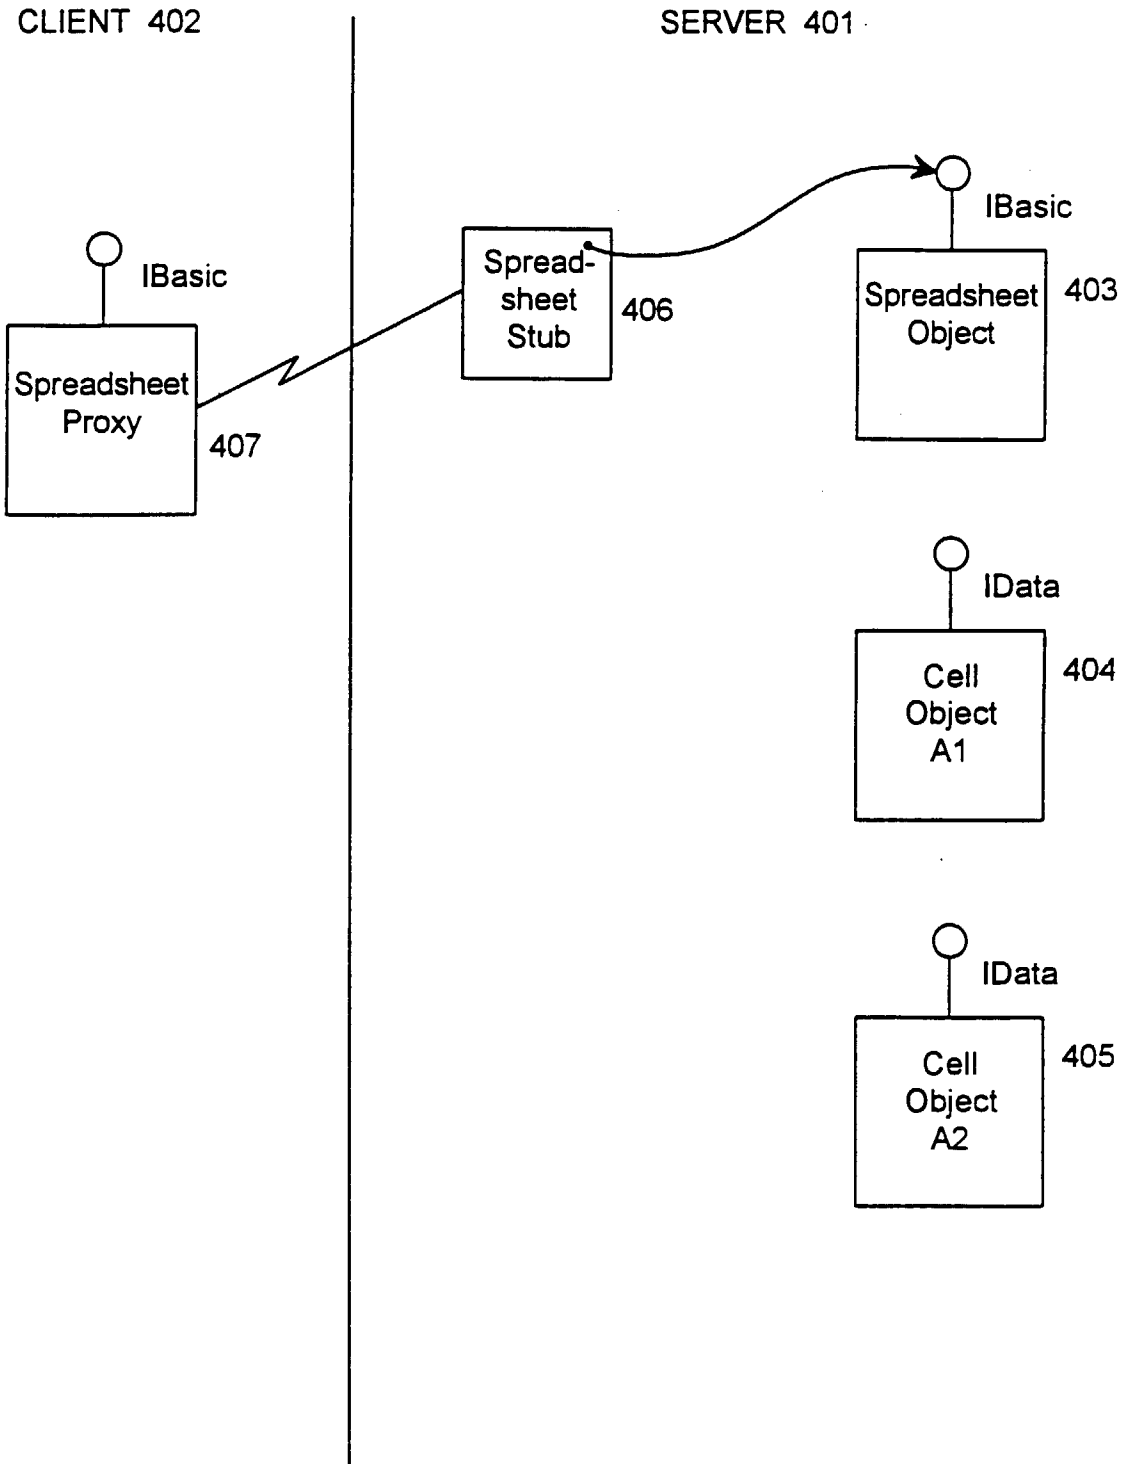 CLIENT 402
SERVER 401
IBasic
Spreadsheet
Object
403
IBasic
Spreadsheet
Proxy
407
Spread-
sheet
Stub
406
IData
Cell
Object
A1
404
IData
Cell
Object
A2
405